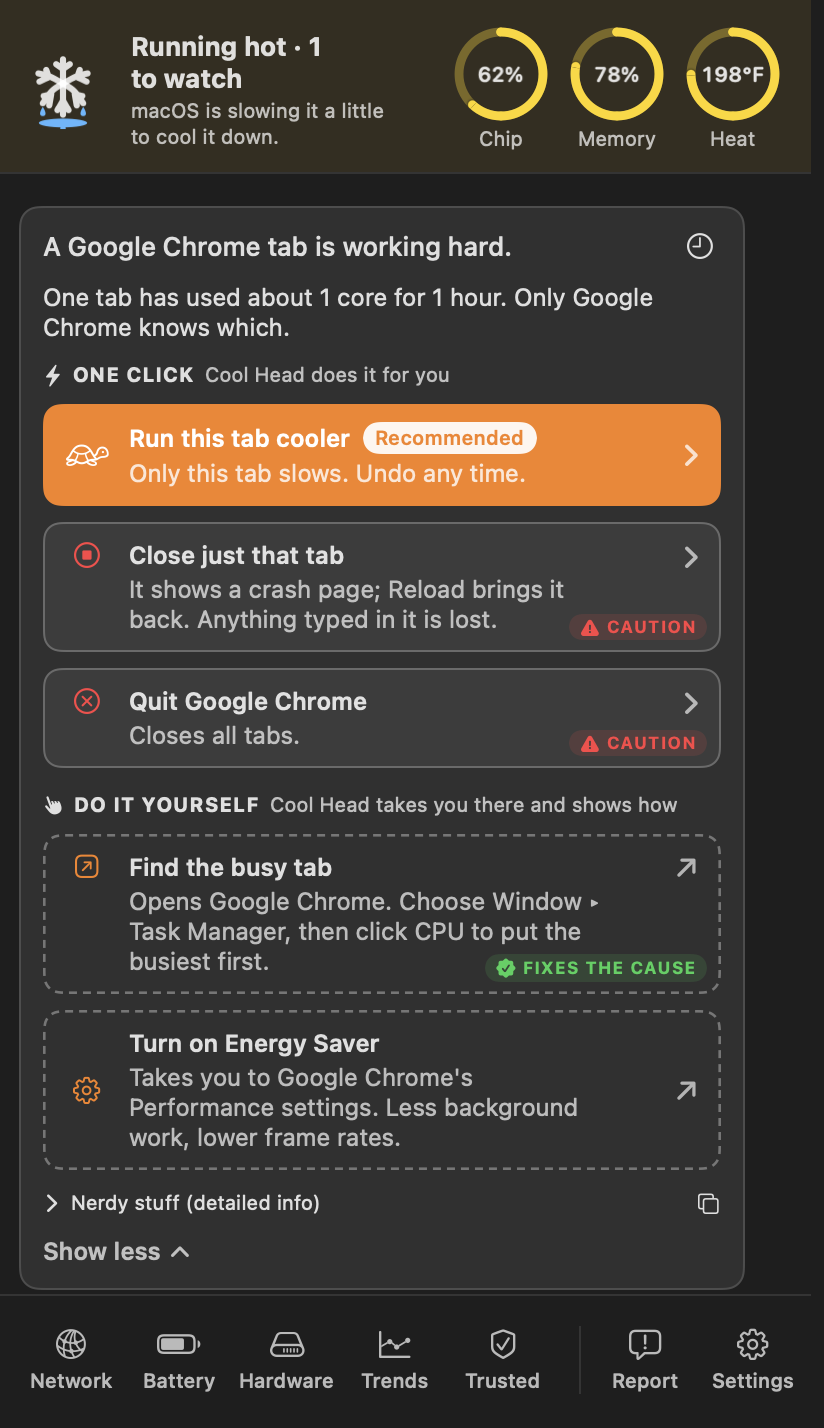 Running hot · 1
to watch
macOS is slowing it a little
to cool it down.
62%
78%
198°F
Chip
Memory
Heat
A Google Chrome tab is working hard.
One tab has used about 1 core for 1 hour. Only Google
Chrome knows which.
ONE CLICK Cool Head does it for you
Run this tab cooler Recommended
Only this tab slows. Undo any time.
Close just that tab
It shows a crash page; Reload brings it
back. Anything typed in it is lost.
CAUTION
Quit Google Chrome
Closes all tabs.
CAUTION
DO IT YOURSELF Cool Head takes you there and shows how
Find the busy tab
Opens Google Chrome. Choose Window ▸
Task Manager, then click CPU to put the
busiest first.
FIXES THE CAUSE
Turn on Energy Saver
Takes you to Google Chrome's
Performance settings. Less background
work, lower frame rates.
Nerdy stuff (detailed info)
Show less
Network
Battery
Hardware
Trends
Trusted
Report
Settings